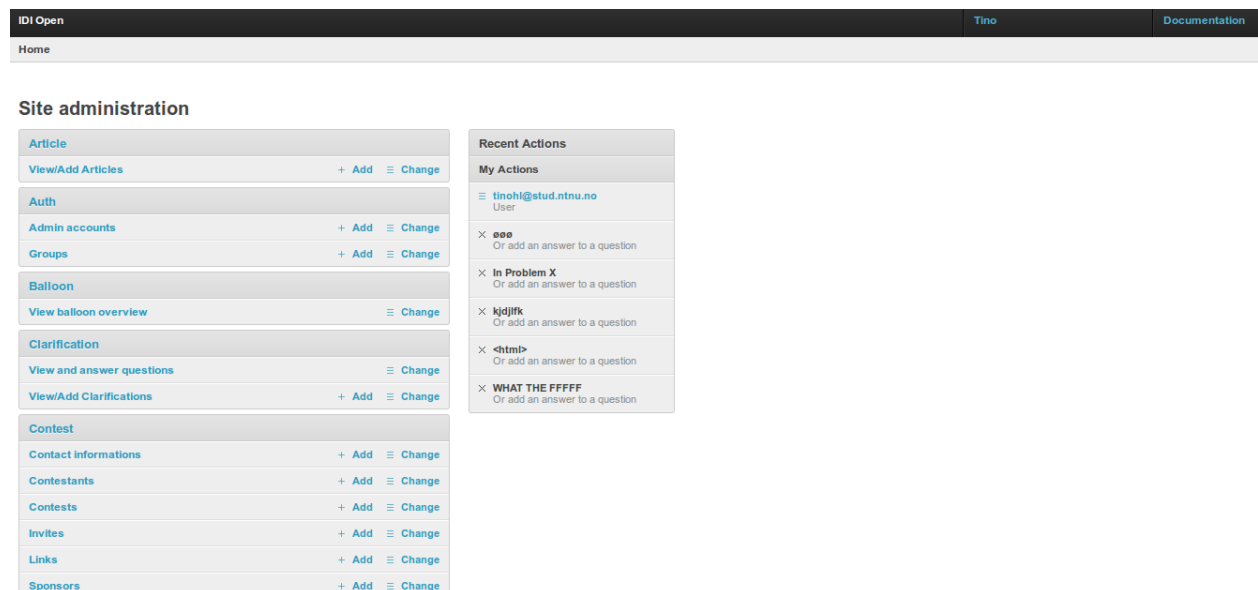 IDI Open Tino Documentation
Home
Site administration
Article
View/Add Articles + Add Change
Auth
Admin accounts + Add Change
Groups + Add Change
Balloon
View balloon overview Change
Clarification
View and answer questions Change
View/Add Clarifications + Add Change
Contest
Contact informations + Add Change
Contestants + Add Change
Contests + Add Change
Invites + Add Change
Links + Add Change
Sponsors + Add Change
Recent Actions
My Actions
tinohl@stud.ntnu.no
User
øøø
Or add an answer to a question
In Problem X
Or add an answer to a question
kjdjlfk
Or add an answer to a question
<html>
Or add an answer to a question
WHAT THE FFFFF
Or add an answer to a question